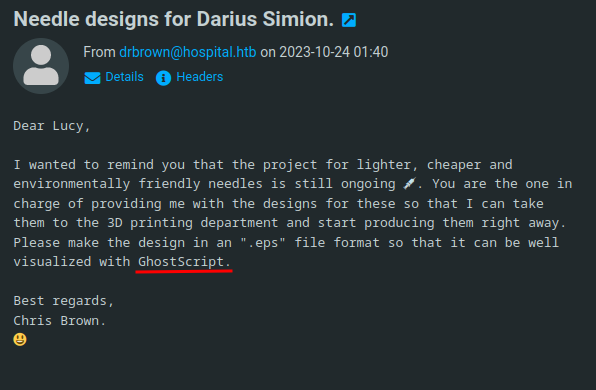 Needle designs for Darius Simion.
From drbrown@hospital.htb on 2023-10-24 01:40
Details Headers
Dear Lucy,
I wanted to remind you that the project for lighter, cheaper and
environmentally friendly needles is still ongoing 💉. You are the one in
charge of providing me with the designs for these so that I can take
them to the 3D printing department and start producing them right away.
Please make the design in an ".eps" file format so that it can be well
visualized with GhostScript.
Best regards,
Chris Brown.
😃